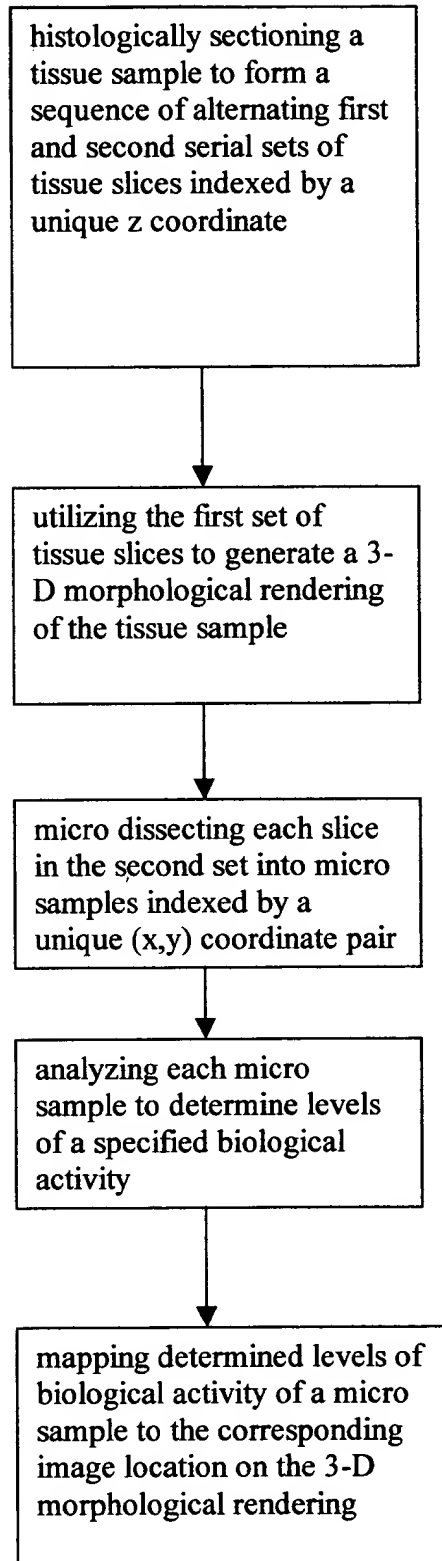 histologically sectioning a
tissue sample to form a
sequence of alternating first
and second serial sets of
tissue slices indexed by a
unique z coordinate
utilizing the first set of
tissue slices to generate a 3-
D morphological rendering
of the tissue sample
micro dissecting each slice
in the second set into micro
samples indexed by a
unique (x,y) coordinate pair
analyzing each micro
sample to determine levels
of a specified biological
activity
mapping determined levels of
biological activity of a micro
sample to the corresponding
image location on the 3-D
morphological rendering